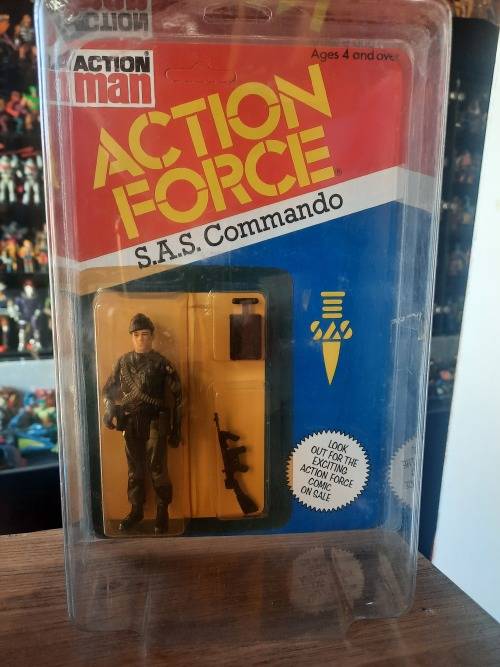 Ages 4 and over
ACTION
man
ACTION
FORCE
S.A.S. Commando
SAS
LOOK
OUT FOR THE
EXCITING
ACTION FORCE
COMIC
ON SALE